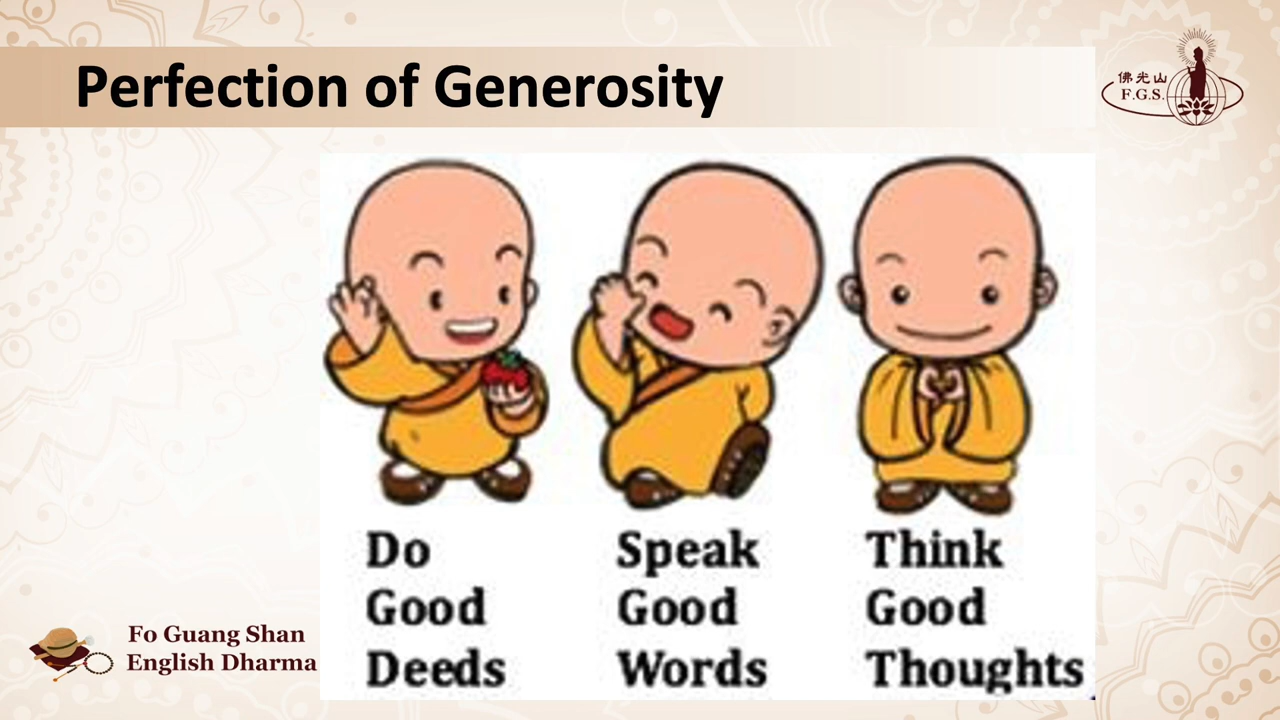 Perfection of Generosity
佛光山
F.G.S.
Do
Good
Deeds
Speak
Good
Words
Think
Good
Thoughts
Fo Guang Shan
English Dharma